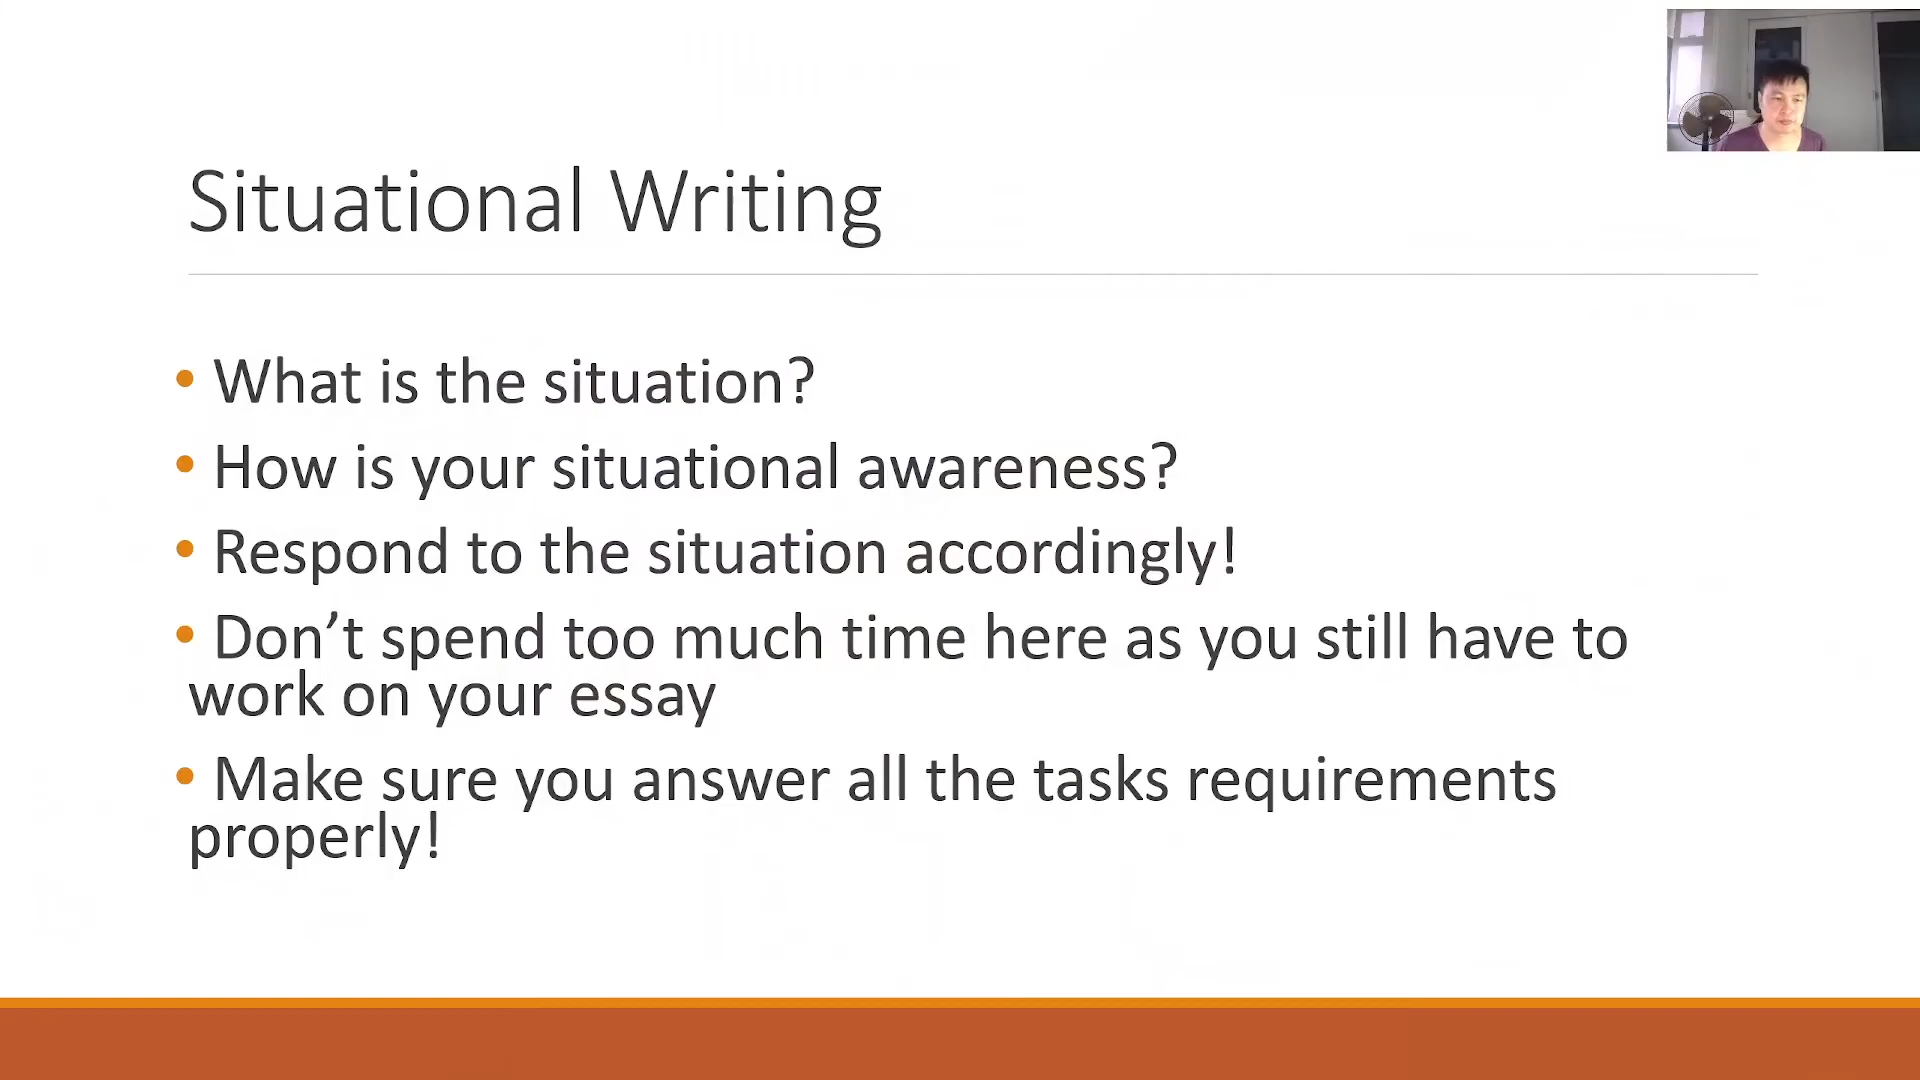 Situational Writing
• What is the situation?
• How is your situational awareness?
• Respond to the situation accordingly!
• Don’t spend too much time here as you still have to
work on your essay
• Make sure you answer all the tasks requirements
properly!